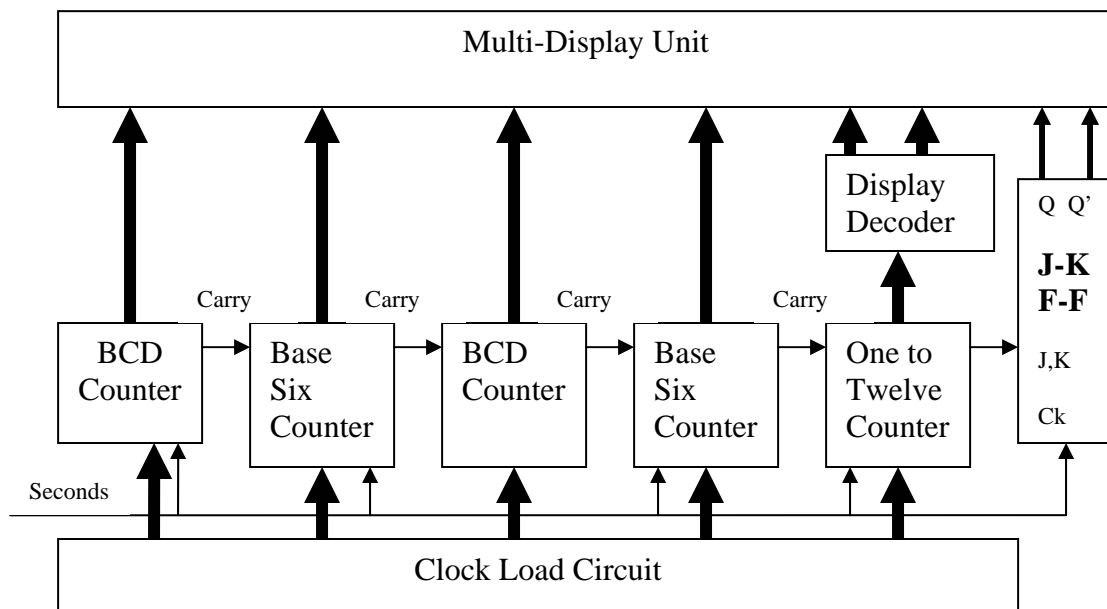 Multi-Display Unit
Display
Decoder
Q Q’
J-K
F-F
J,K
Ck
Carry
Carry
Carry
Carry
BCD
Counter
Base
Six
Counter
BCD
Counter
Base
Six
Counter
One to
Twelve
Counter
Seconds
Clock Load Circuit